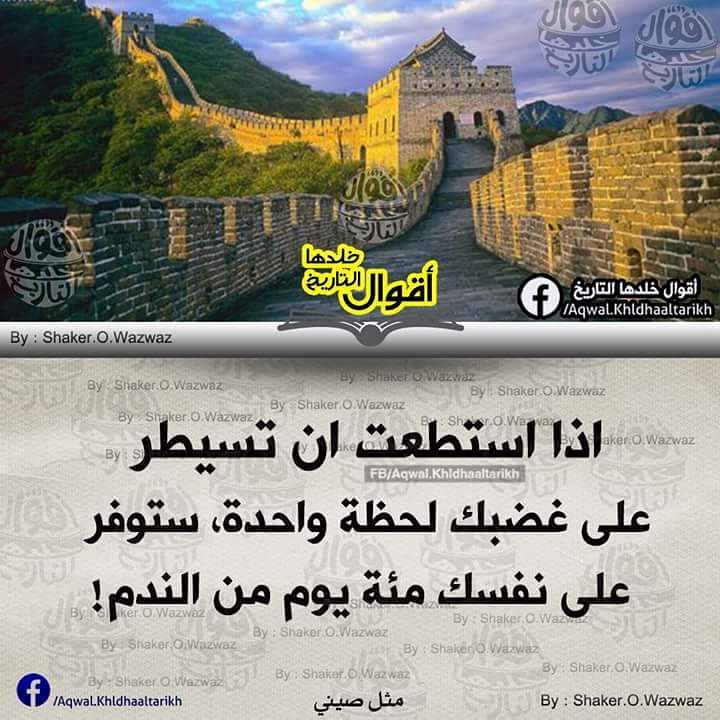 خلدها
أقوال التاريخ
أقوال خلدها التاريخ
/Aqwal.Khldhaaltarikh
By : Shaker.O.Wazwaz
اذا استطعت ان تسيطر
FB/Aqwal.Khldhaaltarikh
على غضبك لحظة واحدة، ستوفر
على نفسك مئة يوم من الندم!
/Aqwal.Khldhaaltarikh
مثل صيني
By : Shaker.O.Wazwaz